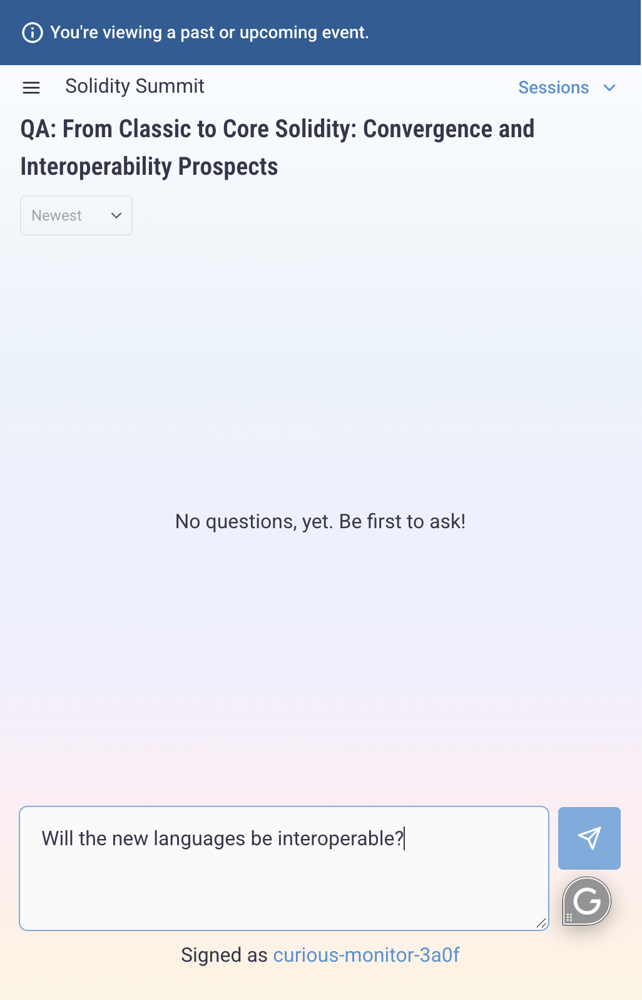 You're viewing a past or upcoming event.
Solidity Summit
Sessions
QA: From Classic to Core Solidity: Convergence and
Interoperability Prospects
Newest
No questions, yet. Be first to ask!
Will the new languages be interoperable?
G
Signed as curious-monitor-3a0f